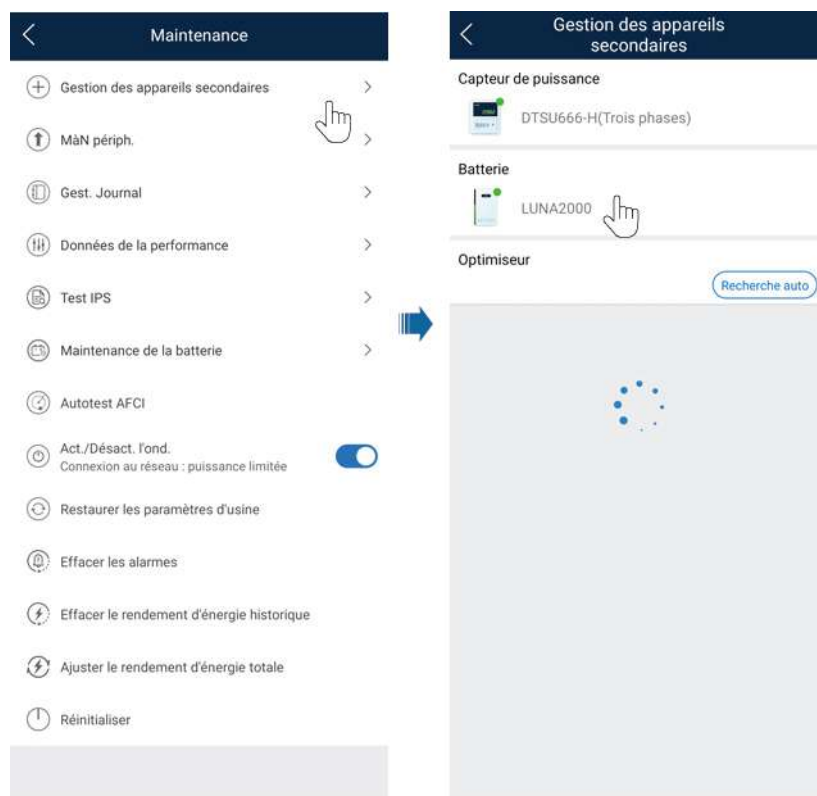 Maintenance
Gestion des appareils secondaires
MàN périph.
Gest. Journal
Données de la performance
Test IPS
Maintenance de la batterie
Autotest AFCI
Act./Désact. l'ond.
Connexion au réseau : puissance limitée
Restaurer les paramètres d'usine
Effacer les alarmes
Effacer le rendement d'énergie historique
Ajuster le rendement d'énergie totale
Réinitialiser
Gestion des appareils
secondaires
Capteur de puissance
DTSU666-H(Trois phases)
Batterie
LUNA2000
Optimiseur
Recherche auto